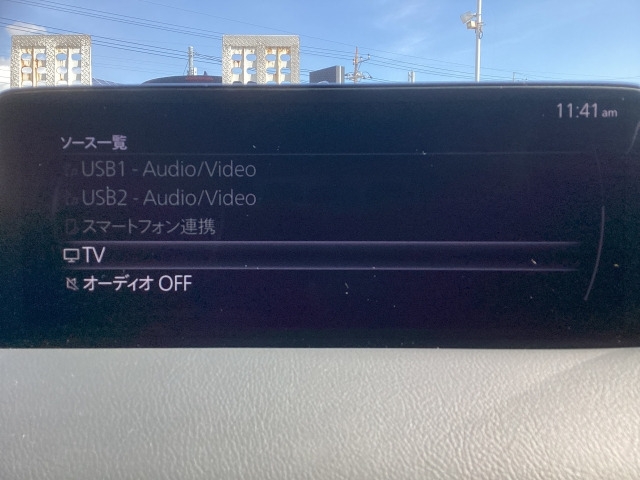 11:41 am
ソース一覧
USB1 - Audio/Video
USB2 - Audio/Video
スマートフォン連携
TV
オーディオ OFF